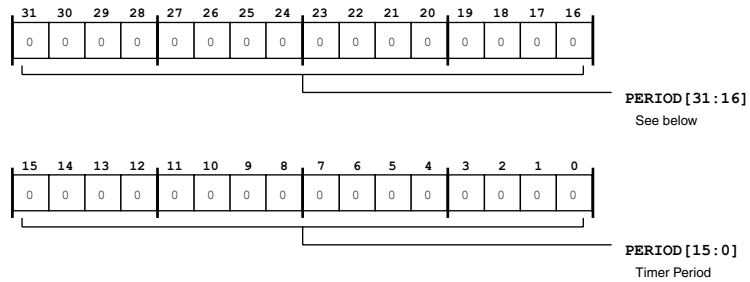 31 30 29 28 27 26 25 24 23 22 21 20 19 18 17 16
0 0 0 0 0 0 0 0 0 0 0 0 0 0 0 0
PERIOD[31:16]
See below
15 14 13 12 11 10 9 8 7 6 5 4 3 2 1 0
0 0 0 0 0 0 0 0 0 0 0 0 0 0 0 0
PERIOD[15:0]
Timer Period